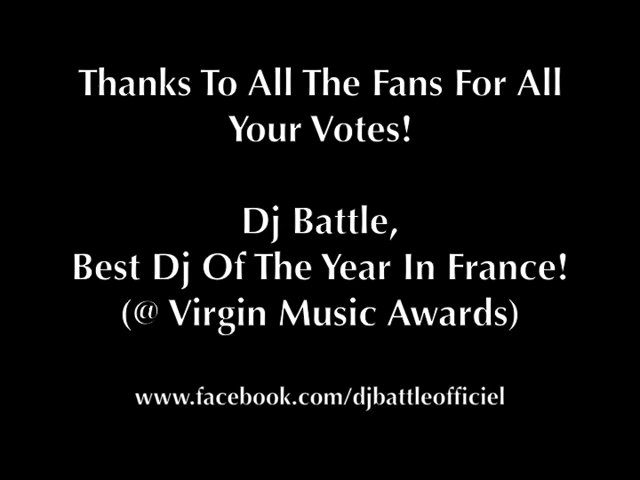 Thanks To All The Fans For All
Your Votes!
Dj Battle,
Best Dj Of The Year In France!
(@ Virgin Music Awards)
www.facebook.com/djbattleofficiel